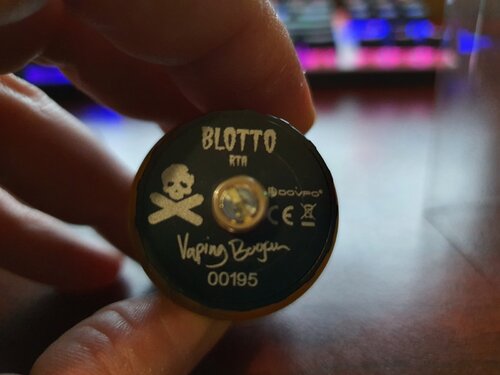 BLOTTO
RTA
DOVPO®
CE
Vaping Bogan
00195